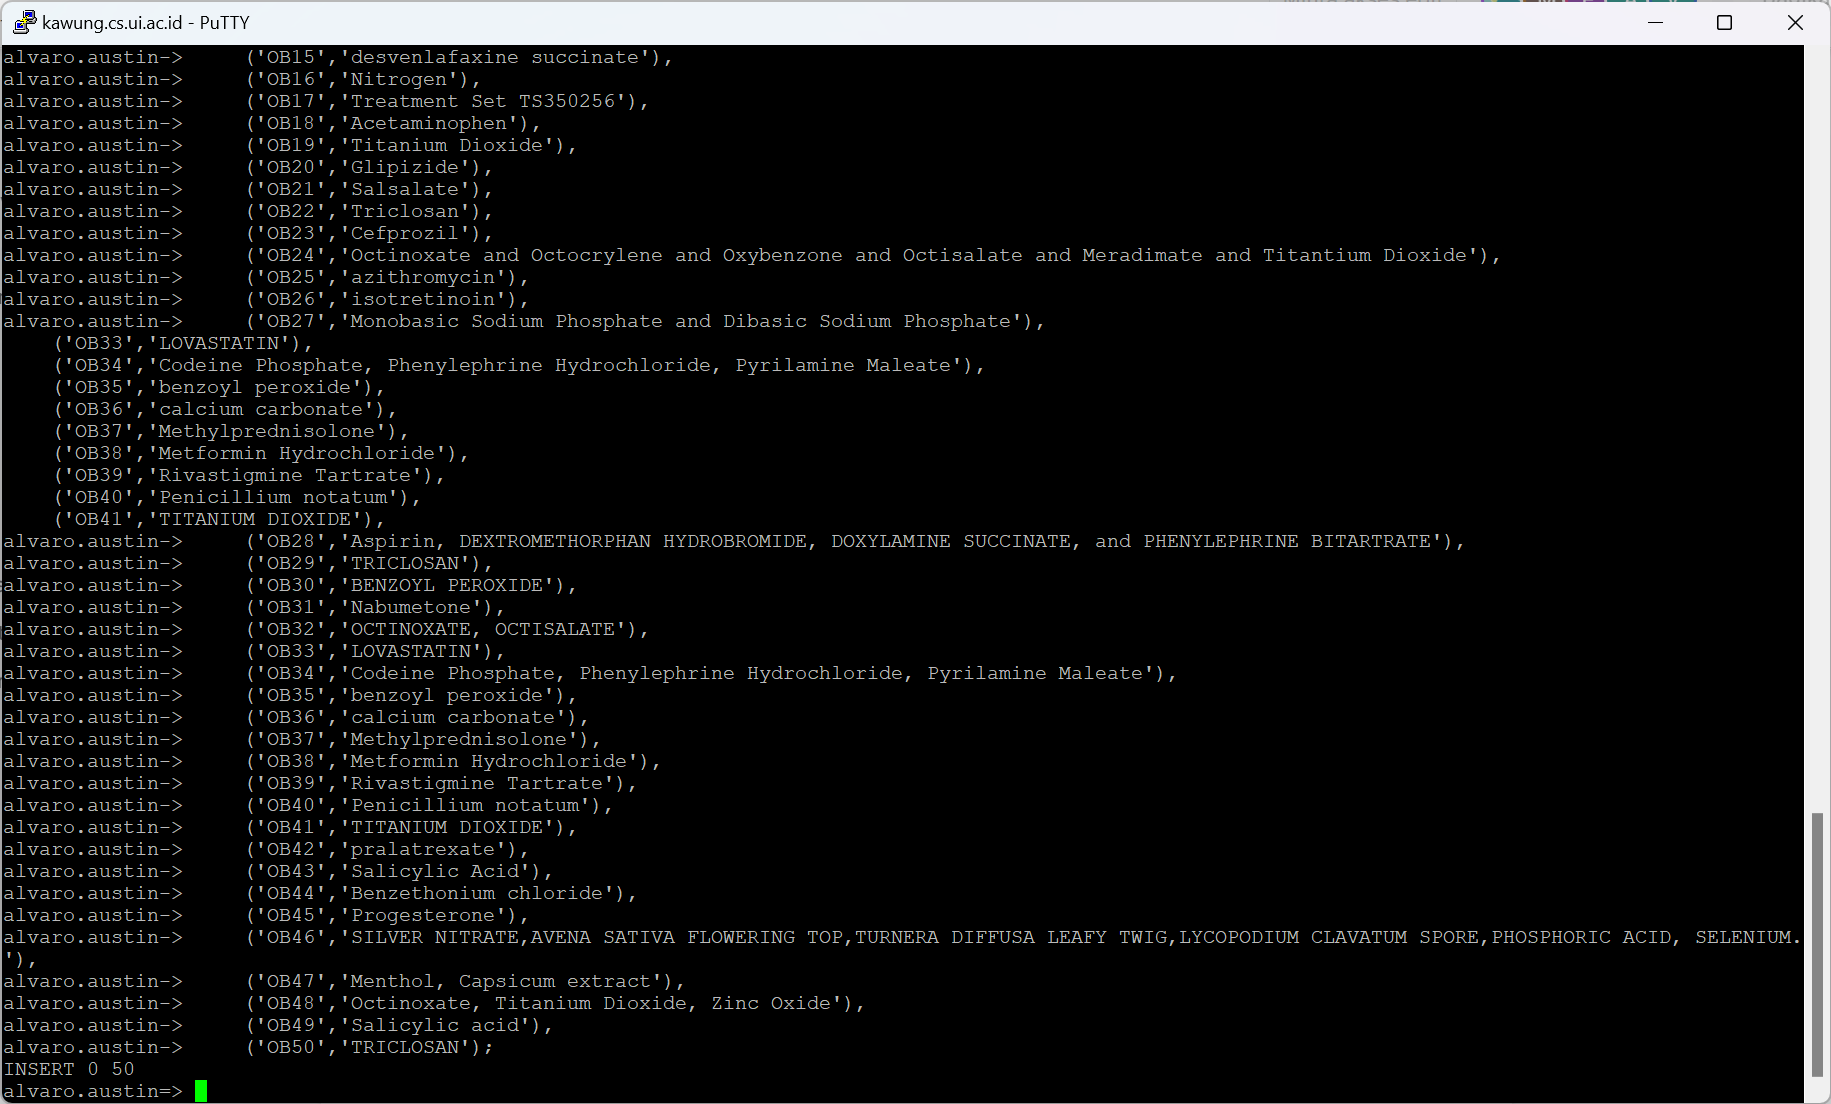 kawung.cs.ui.ac.id - PuTTY
alvaro.austin->     ('OB15','desvenlafaxine succinate'),
alvaro.austin->     ('OB16','Nitrogen'),
alvaro.austin->     ('OB17','Treatment Set TS350256'),
alvaro.austin->     ('OB18','Acetaminophen'),
alvaro.austin->     ('OB19','Titanium Dioxide'),
alvaro.austin->     ('OB20','Glipizide'),
alvaro.austin->     ('OB21','Salsalate'),
alvaro.austin->     ('OB22','Triclosan'),
alvaro.austin->     ('OB23','Cefprozil'),
alvaro.austin->     ('OB24','Octinoxate and Octocrylene and Oxybenzone and Octisalate and Meradimate and Titantium Dioxide'),
alvaro.austin->     ('OB25','azithromycin'),
alvaro.austin->     ('OB26','isotretinoin'),
alvaro.austin->     ('OB27','Monobasic Sodium Phosphate and Dibasic Sodium Phosphate'),
    ('OB33','LOVASTATIN'),
    ('OB34','Codeine Phosphate, Phenylephrine Hydrochloride, Pyrilamine Maleate'),
    ('OB35','benzoyl peroxide'),
    ('OB36','calcium carbonate'),
    ('OB37','Methylprednisolone'),
    ('OB38','Metformin Hydrochloride'),
    ('OB39','Rivastigmine Tartrate'),
    ('OB40','Penicillium notatum'),
    ('OB41','TITANIUM DIOXIDE'),
alvaro.austin->     ('OB28','Aspirin, DEXTROMETHORPHAN HYDROBROMIDE, DOXYLAMINE SUCCINATE, and PHENYLEPHRINE BITARTRATE'),
alvaro.austin->     ('OB29','TRICLOSAN'),
alvaro.austin->     ('OB30','BENZOYL PEROXIDE'),
alvaro.austin->     ('OB31','Nabumetone'),
alvaro.austin->     ('OB32','OCTINOXATE, OCTISALATE'),
alvaro.austin->     ('OB33','LOVASTATIN'),
alvaro.austin->     ('OB34','Codeine Phosphate, Phenylephrine Hydrochloride, Pyrilamine Maleate'),
alvaro.austin->     ('OB35','benzoyl peroxide'),
alvaro.austin->     ('OB36','calcium carbonate'),
alvaro.austin->     ('OB37','Methylprednisolone'),
alvaro.austin->     ('OB38','Metformin Hydrochloride'),
alvaro.austin->     ('OB39','Rivastigmine Tartrate'),
alvaro.austin->     ('OB40','Penicillium notatum'),
alvaro.austin->     ('OB41','TITANIUM DIOXIDE'),
alvaro.austin->     ('OB42','pralatrexate'),
alvaro.austin->     ('OB43','Salicylic Acid'),
alvaro.austin->     ('OB44','Benzethonium chloride'),
alvaro.austin->     ('OB45','Progesterone'),
alvaro.austin->     ('OB46','SILVER NITRATE,AVENA SATIVA FLOWERING TOP,TURNERA DIFFUSA LEAFY TWIG,LYCOPODIUM CLAVATUM SPORE,PHOSPHORIC ACID, SELENIUM.
'),
alvaro.austin->     ('OB47','Menthol, Capsicum extract'),
alvaro.austin->     ('OB48','Octinoxate, Titanium Dioxide, Zinc Oxide'),
alvaro.austin->     ('OB49','Salicylic acid'),
alvaro.austin->     ('OB50','TRICLOSAN');
INSERT 0 50
alvaro.austin=>